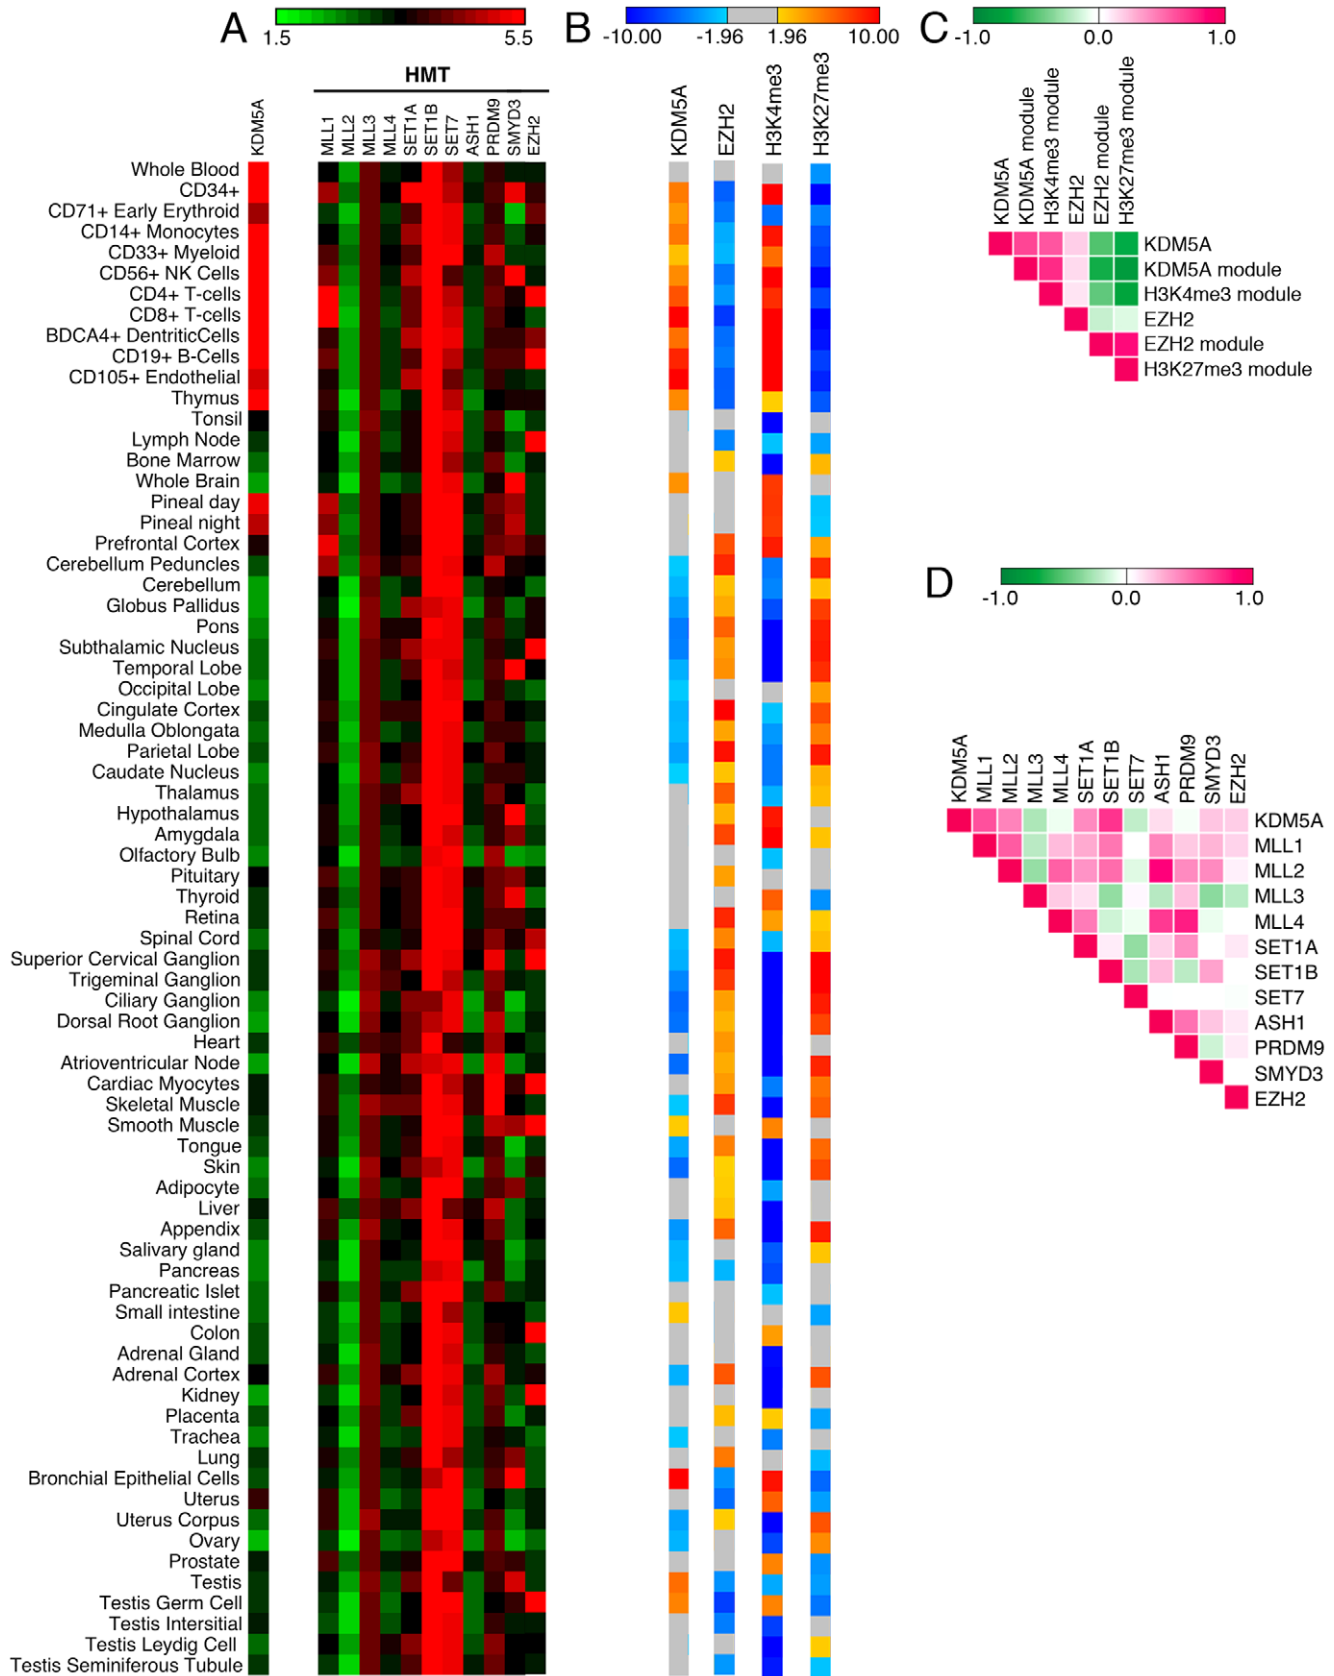 A
1.5 5.5
HMT
KDM5A
MLL1
MLL2
MLL3
MLL4
SET1A
SET1B
SET7
ASH1
PRDM9
SMYD3
EZH2
Whole Blood
CD34+
CD71+ Early Erythroid
CD14+ Monocytes
CD33+ Myeloid
CD56+ NK Cells
CD4+ T-cells
CD8+ T-cells
BDCA4+ DentriticCells
CD19+ B-Cells
CD105+ Endothelial
Thymus
Tonsil
Lymph Node
Bone Marrow
Whole Brain
Pineal day
Pineal night
Prefrontal Cortex
Cerebellum Peduncles
Cerebellum
Globus Pallidus
Pons
Subthalamic Nucleus
Temporal Lobe
Occipital Lobe
Cingulate Cortex
Medulla Oblongata
Parietal Lobe
Caudate Nucleus
Thalamus
Hypothalamus
Amygdala
Olfactory Bulb
Pituitary
Thyroid
Retina
Spinal Cord
Superior Cervical Ganglion
Trigeminal Ganglion
Ciliary Ganglion
Dorsal Root Ganglion
Heart
Atrioventricular Node
Cardiac Myocytes
Skeletal Muscle
Smooth Muscle
Tongue
Skin
Adipocyte
Liver
Appendix
Salivary gland
Pancreas
Pancreatic Islet
Small intestine
Colon
Adrenal Gland
Adrenal Cortex
Kidney
Placenta
Trachea
Lung
Bronchial Epithelial Cells
Uterus
Uterus Corpus
Ovary
Prostate
Testis
Testis Germ Cell
Testis Intersitial
Testis Leydig Cell
Testis Seminiferous Tubule
B
-10.00 -1.96 1.96 10.00
KDM5A
EZH2
H3K4me3
H3K27me3
C
-1.0 0.0 1.0
KDM5A
KDM5A module
H3K4me3 module
EZH2
EZH2 module
H3K27me3 module
KDM5A
KDM5A module
H3K4me3 module
EZH2
EZH2 module
H3K27me3 module
D
-1.0 0.0 1.0
KDM5A
MLL1
MLL2
MLL3
MLL4
SET1A
SET1B
SET7
ASH1
PRDM9
SMYD3
EZH2
KDM5A
MLL1
MLL2
MLL3
MLL4
SET1A
SET1B
SET7
ASH1
PRDM9
SMYD3
EZH2